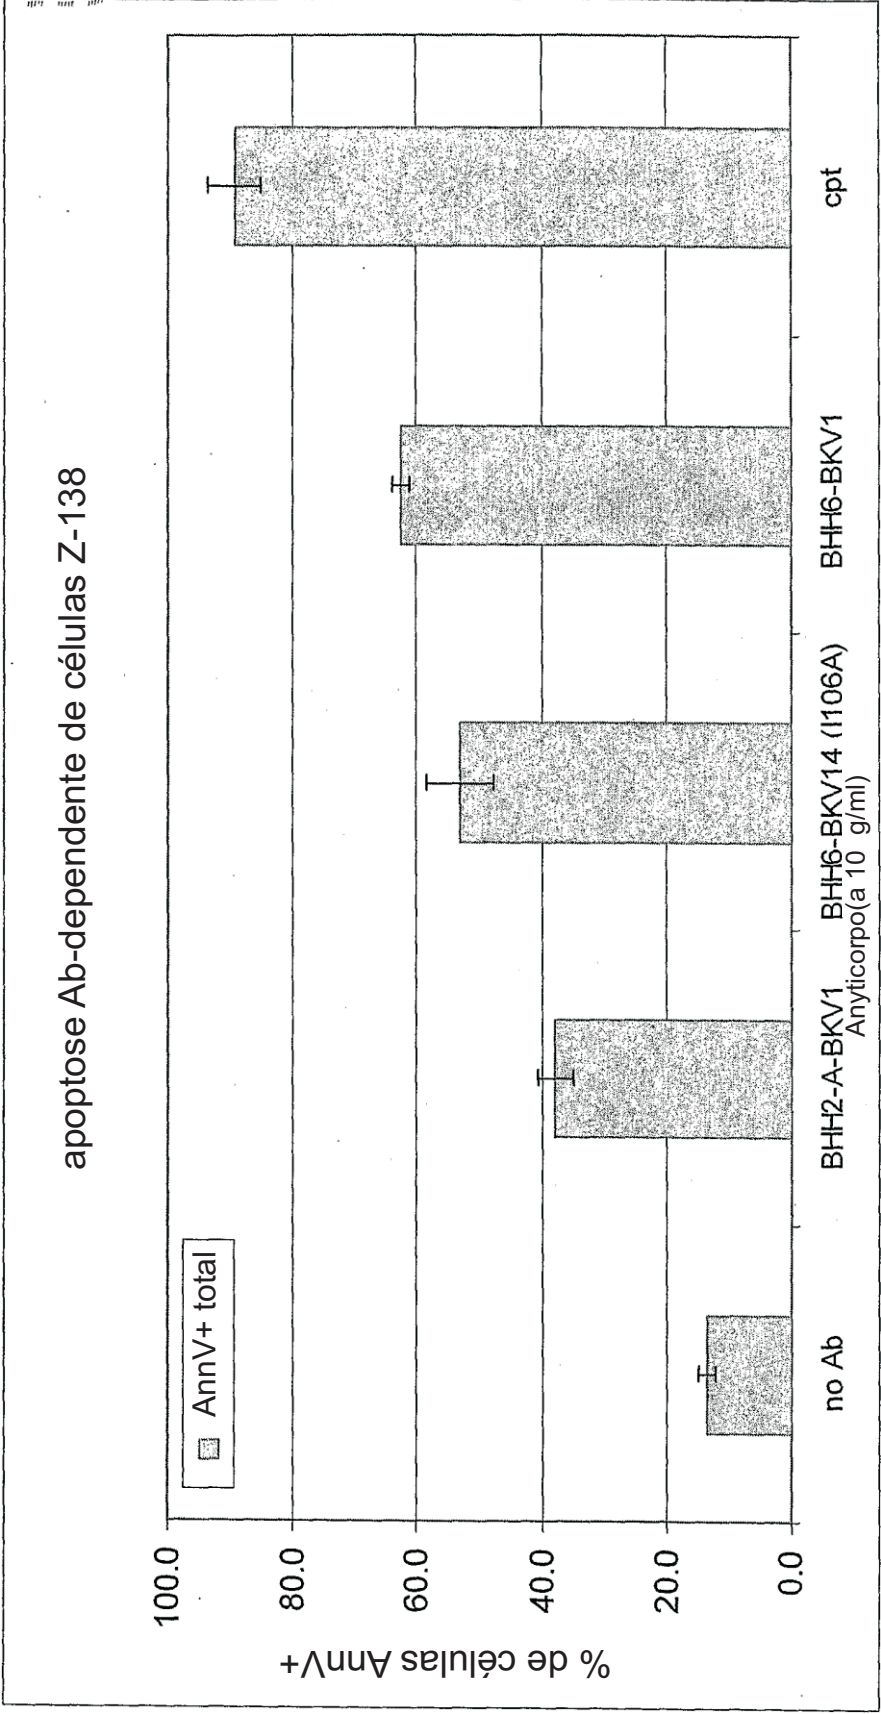 apoptose Ab-dependente de células Z-138
AnnV+ total
% de células AnnV+
100.0
80.0
60.0
40.0
20.0
0.0
no Ab
BHH2-A-BKV1
BHH6-BKV14 (I106A)
BHH6-BKV1
cpt
Anyticorpo(a 10 g/ml)